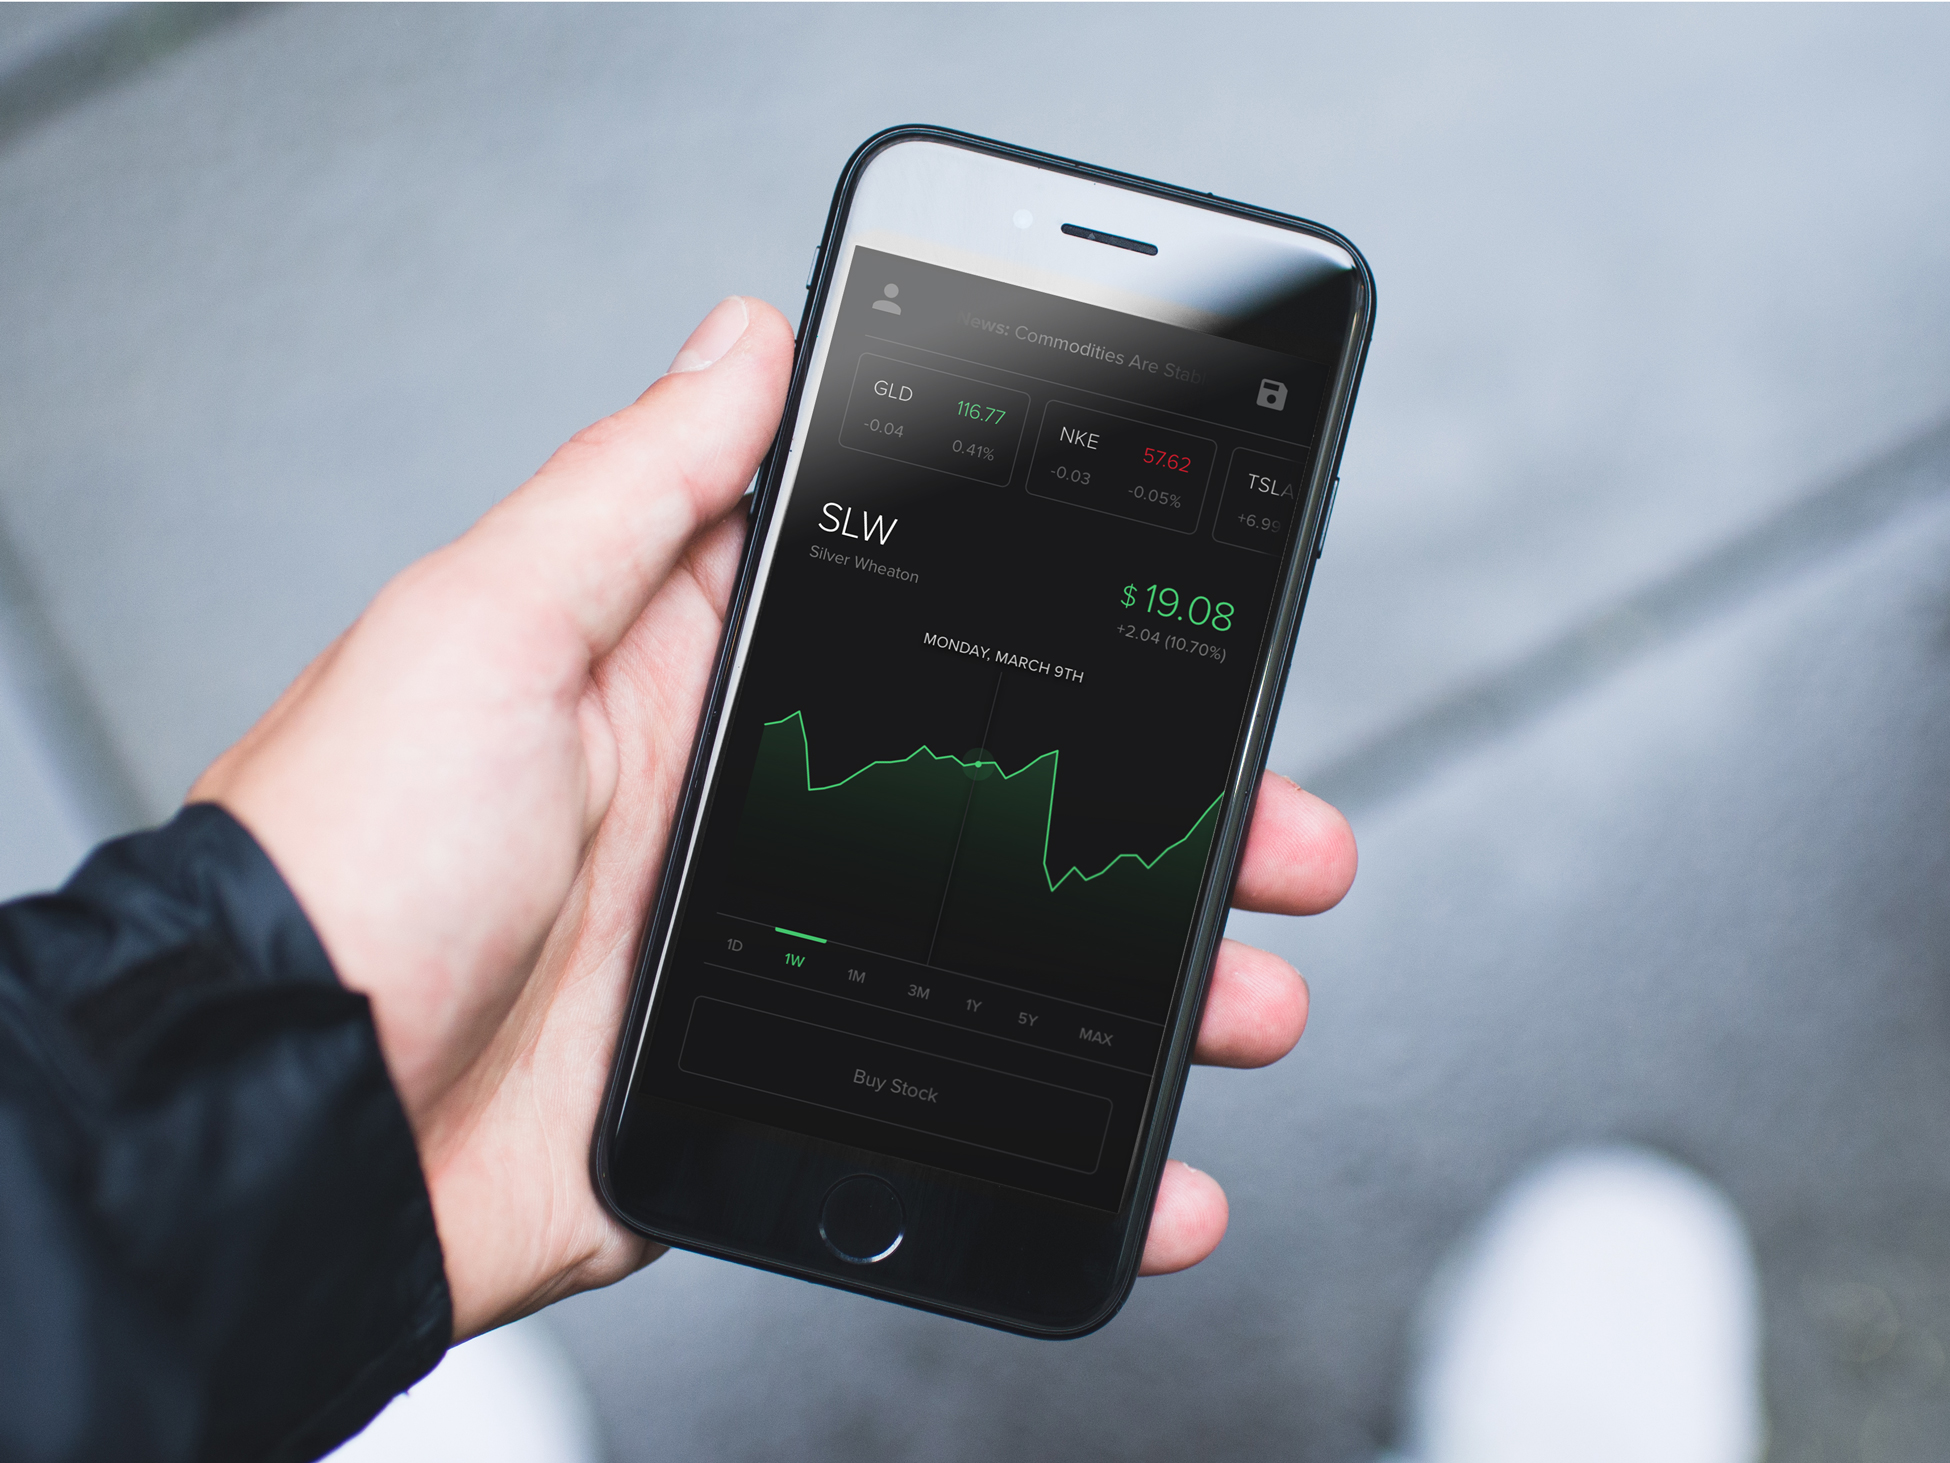 News: Commodities Are Stabl
GLD 116.77
-0.04 0.41%
NKE 57.62
-0.03 -0.05%
TSLA
+6.99
SLW
Silver Wheaton
$ 19.08
+2.04 (10.70%)
MONDAY, MARCH 9TH
1D 1W 1M 3M 1Y 5Y MAX
Buy Stock